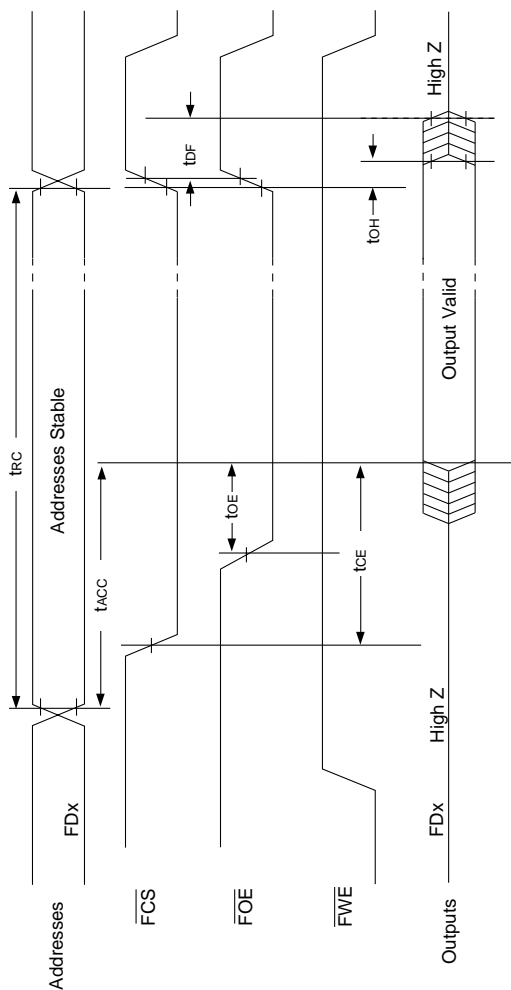 tRC
Addresses
FDx
Addresses Stable
tACC
FCS
tDF
FOE
tOE
FWE
tCE
tOH
Outputs
FDx
High Z
Output Valid
High Z